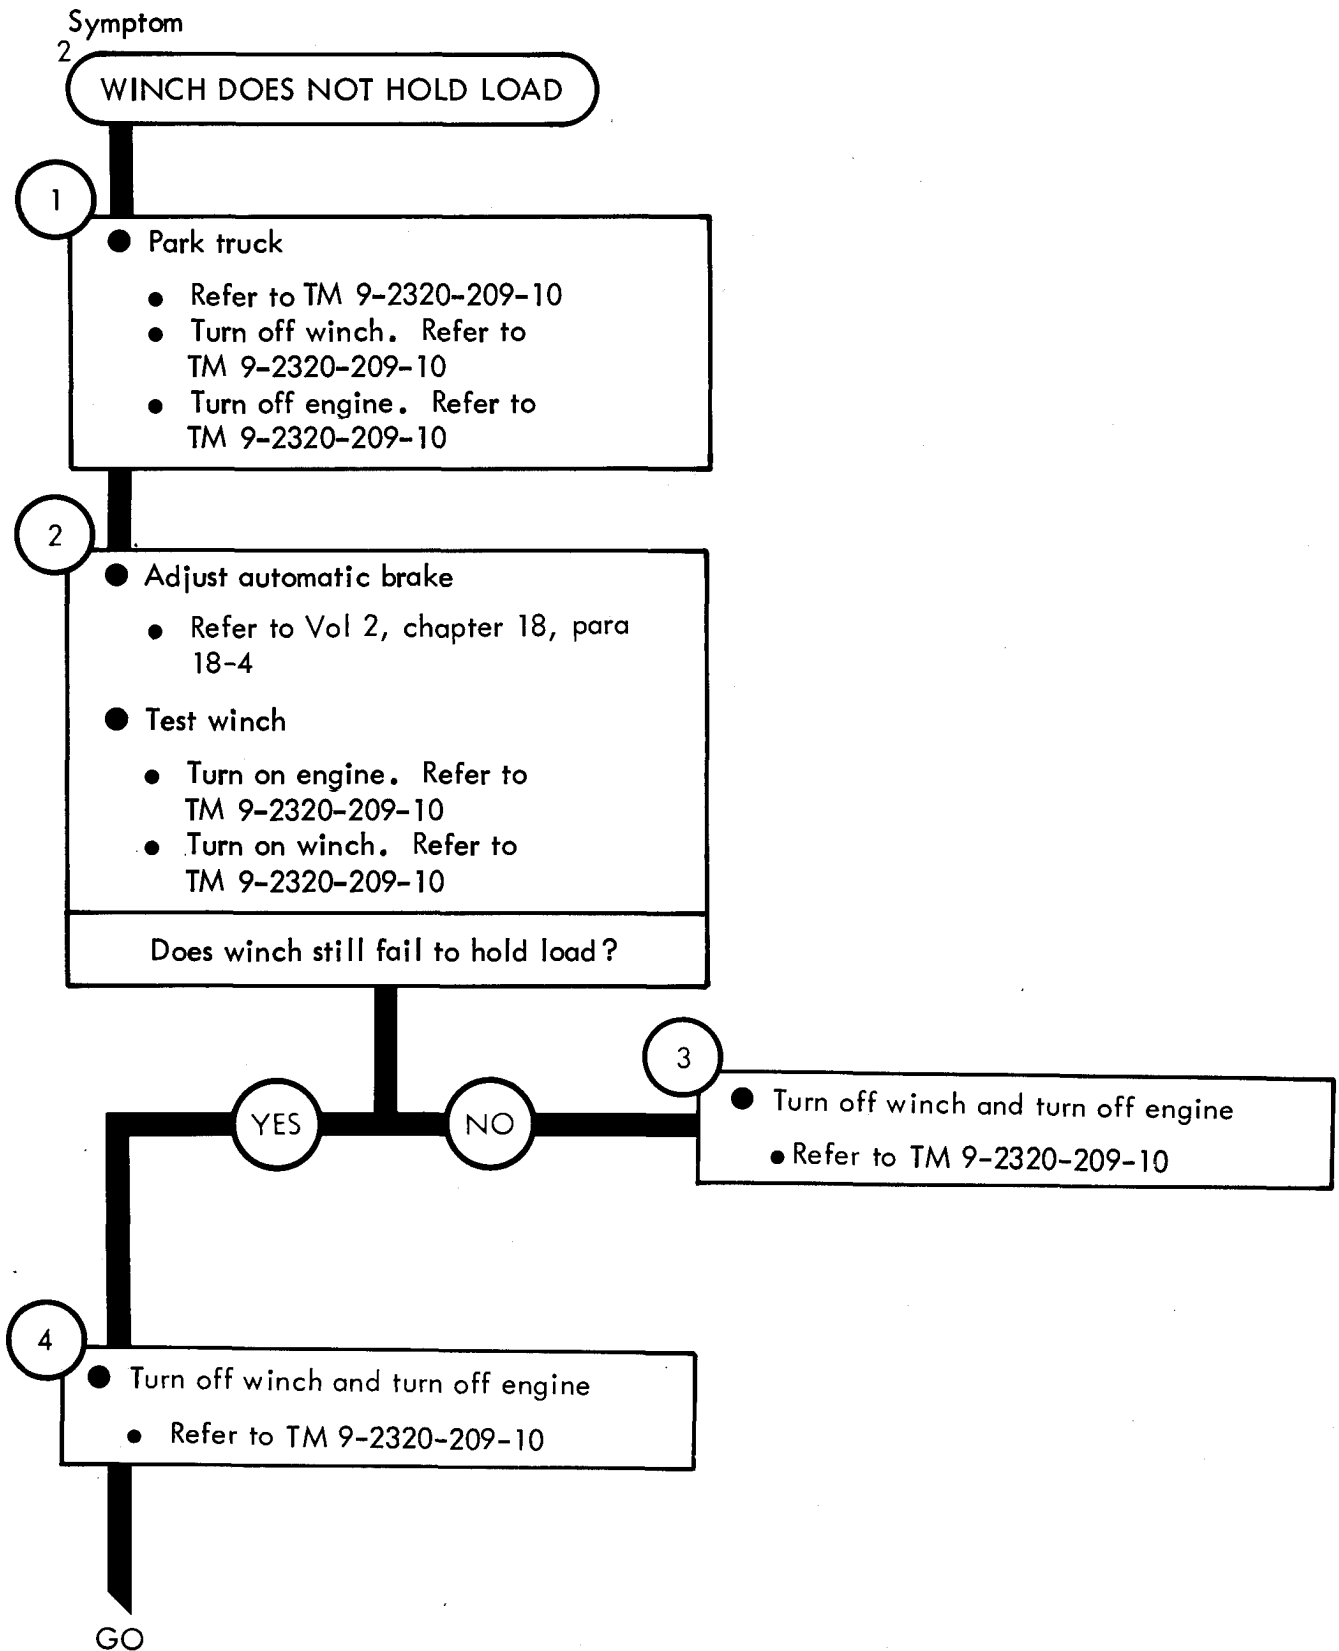 Symptom
2
WINCH DOES NOT HOLD LOAD
1
● Park truck
● Refer to TM 9-2320-209-10
● Turn off winch. Refer to
TM 9-2320-209-10
● Turn off engine. Refer to
TM 9-2320-209-10
2
● Adjust automatic brake
● Refer to Vol 2, chapter 18, para
18-4
● Test winch
● Turn on engine. Refer to
TM 9-2320-209-10
● Turn on winch. Refer to
TM 9-2320-209-10
Does winch still fail to hold load?
YES
NO
3
● Turn off winch and turn off engine
● Refer to TM 9-2320-209-10
4
● Turn off winch and turn off engine
● Refer to TM 9-2320-209-10
GO